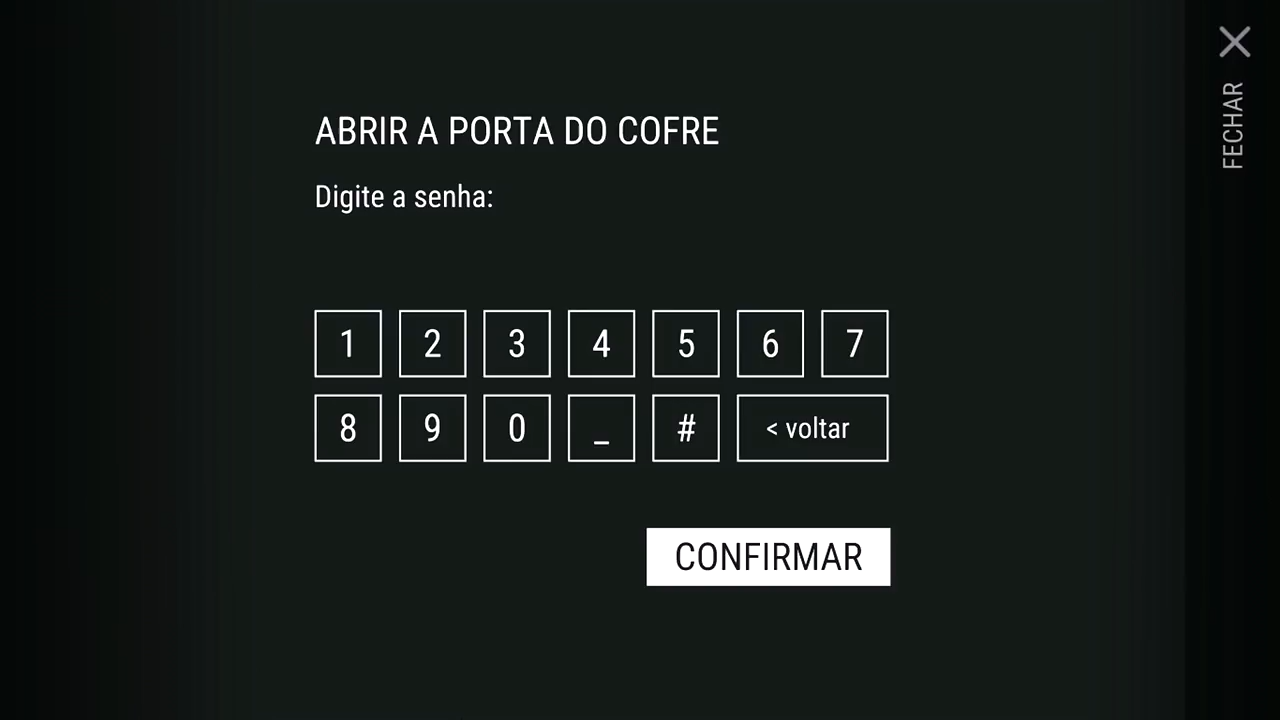 ABRIR A PORTA DO COFRE
Digite a senha:
1 2 3 4 5 6 7
8 9 0 _ # < voltar
CONFIRMAR
FECHAR